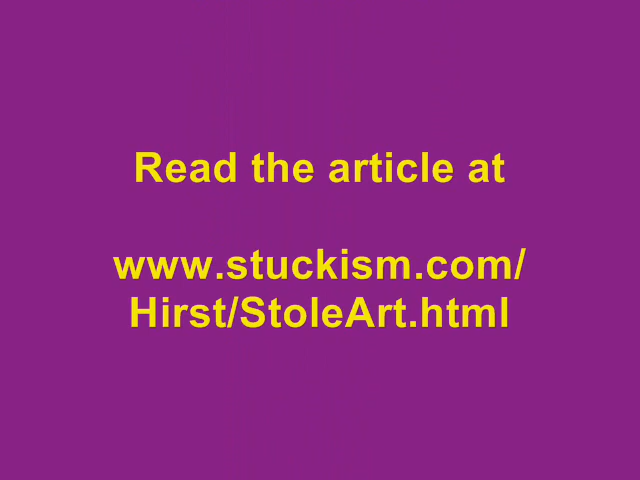 Read the article at
www.stuckism.com/
Hirst/StoleArt.html